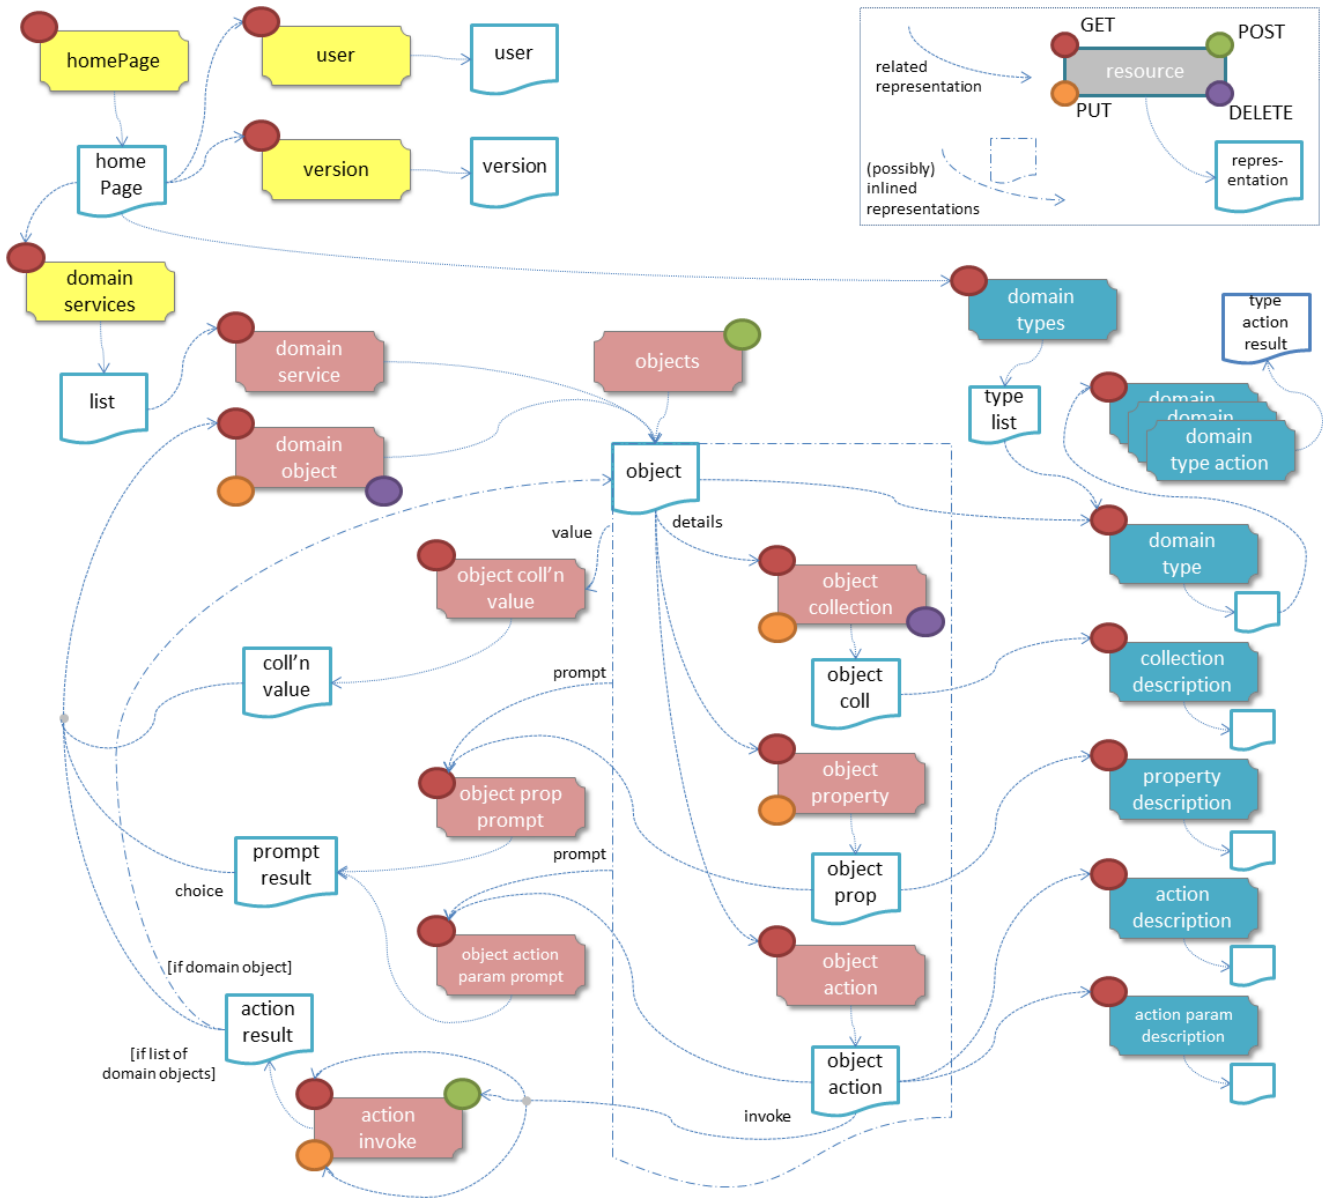 homePage
user
user
home
Page
version
version
GET
POST
related
representation
resource
PUT
DELETE
(possibly)
inlined
representations
repres-
entation
domain
services
list
domain
service
domain
object
objects
object
domain
types
type
list
type
action
result
domain
domain
domain
type action
details
value
object coll’n
value
object
collection
domain
type
coll’n
value
prompt
object
coll
collection
description
object prop
prompt
object
property
property
description
prompt
result
choice
prompt
object
prop
action
description
object action
param prompt
object
action
action param
description
[if domain object]
action
result
[if list of
domain objects]
object
action
invoke
action
invoke